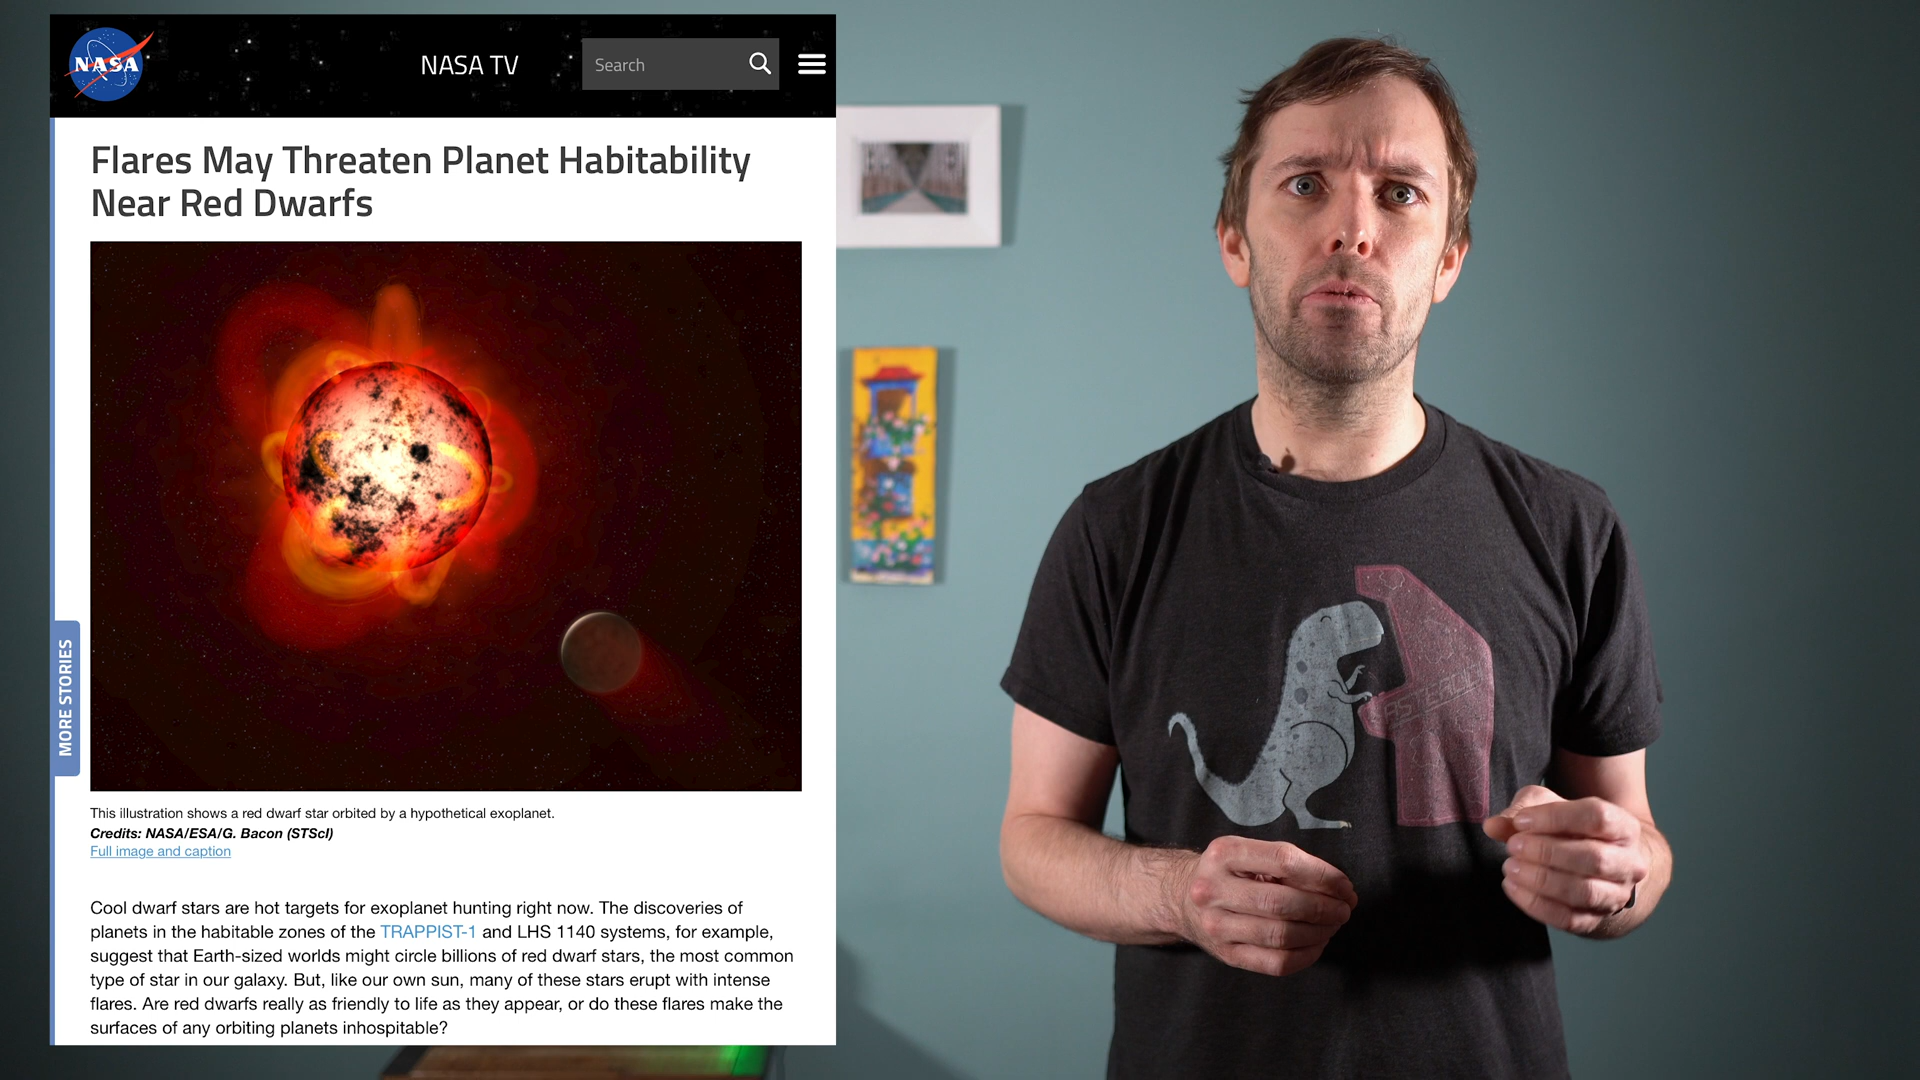 NASA
NASA TV
Search
Flares May Threaten Planet Habitability
Near Red Dwarfs
MORE STORIES
This illustration shows a red dwarf star orbited by a hypothetical exoplanet.
Credits: NASA/ESA/G. Bacon (STScI)
Full image and caption
Cool dwarf stars are hot targets for exoplanet hunting right now. The discoveries of
planets in the habitable zones of the TRAPPIST-1 and LHS 1140 systems, for example,
suggest that Earth-sized worlds might circle billions of red dwarf stars, the most common
type of star in our galaxy. But, like our own sun, many of these stars erupt with intense
flares. Are red dwarfs really as friendly to life as they appear, or do these flares make the
surfaces of any orbiting planets inhospitable?